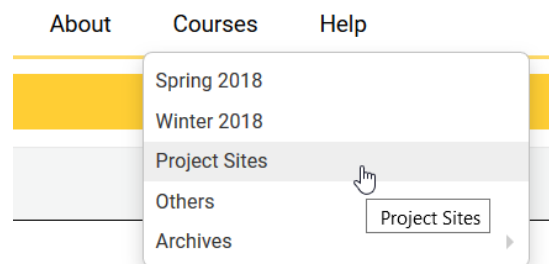 About Courses Help
Spring 2018
Winter 2018
Project Sites
Others
Project Sites
Archives